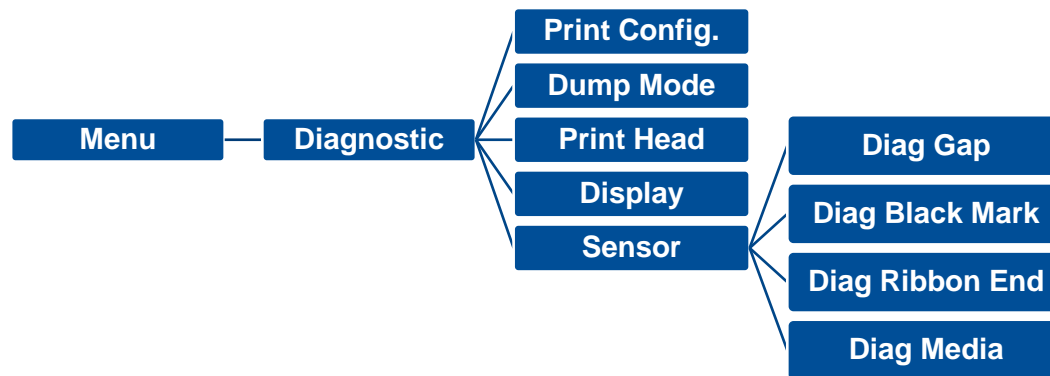 Menu
Diagnostic
Print Config.
Dump Mode
Print Head
Display
Sensor
Diag Gap
Diag Black Mark
Diag Ribbon End
Diag Media